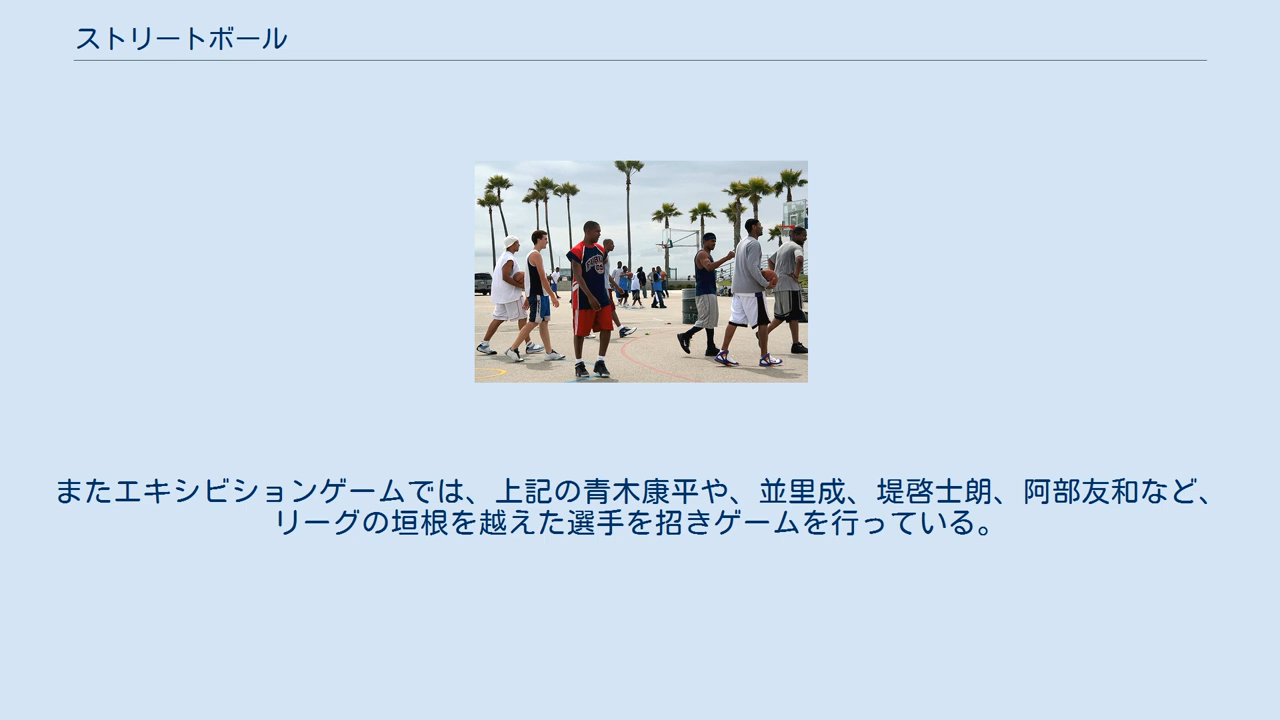 ストリートボール
またエキシビションゲームでは、上記の青木康平や、並里成、堤啓士朗、阿部友和など、
リーグの垣根を越えた選手を招きゲームを行っている。